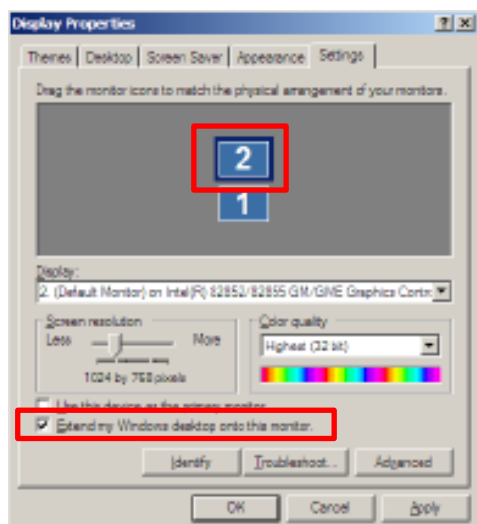 Display Properties
Themes Desktop Screen Saver Appearance Settings
Drag the monitor icons to match the physical arrangement of your monitors.
2
1
Display:
2. (Default Monitor) on Intel(R) 82852/82855 GM/GME Graphics Contr
Screen resolution
Less More
1024 by 768 pixels
Color quality
Highest (32 bit)
Use this device as the primary monitor.
Extend my Windows desktop onto this monitor.
Identify Troubleshoot... Advanced
OK Cancel Apply